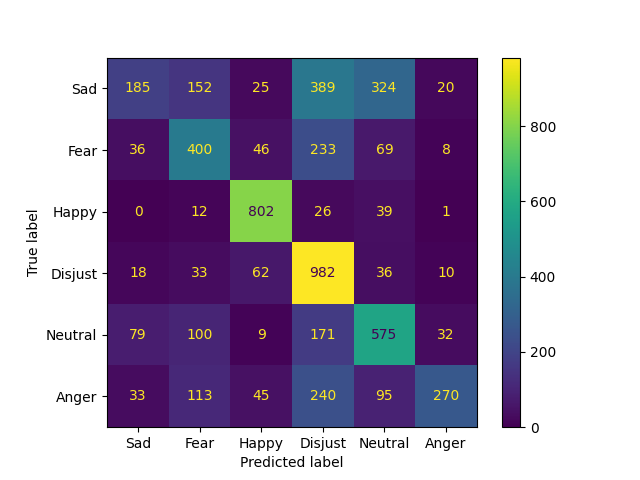 Sad 185 152 25 389 324 20
Fear 36 400 46 233 69 8
Happy 0 12 802 26 39 1
Disjust 18 33 62 982 36 10
Neutral 79 100 9 171 575 32
Anger 33 113 45 240 95 270
Sad Fear Happy Disjust Neutral Anger
Predicted label
True label
800
600
400
200
0